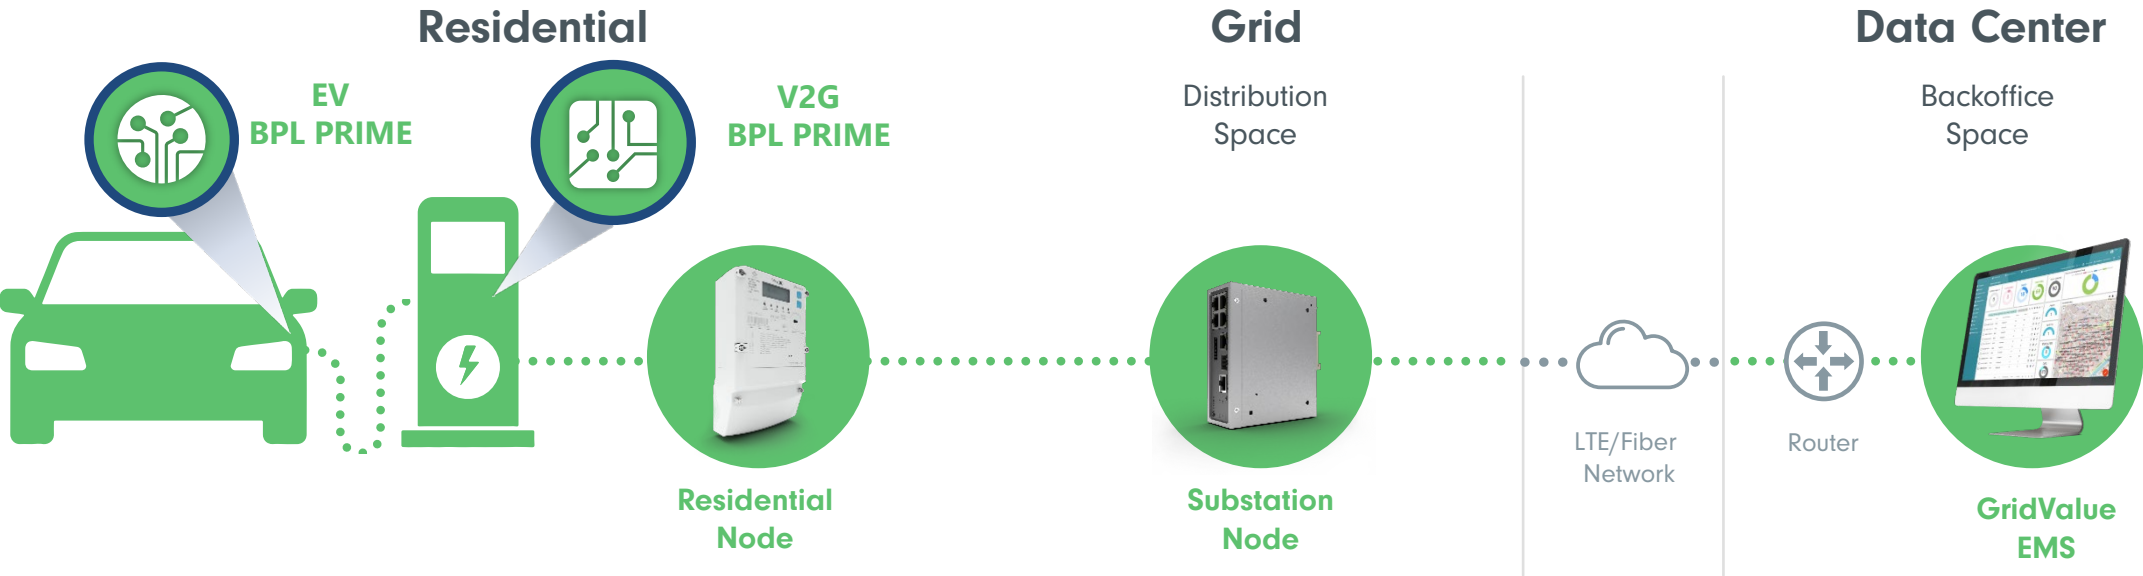 Residential
Grid
Data Center
EV
BPL PRIME
V2G
BPL PRIME
Distribution
Space
Backoffice
Space
LTE/Fiber
Network
Router
Residential
Node
Substation
Node
GridValue
EMS